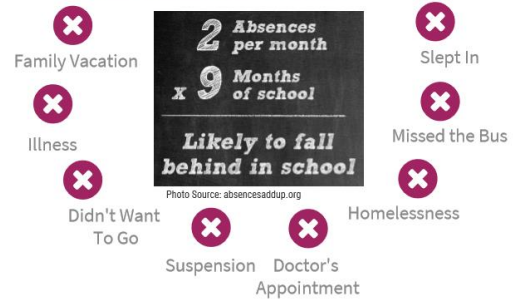 2 Absences
per month
x 9 Months
of school
Likely to fall
behind in school
Photo Source: absencesaddup.org
Family Vacation
Illness
Didn't Want
To Go
Suspension
Doctor's
Appointment
Homelessness
Missed the Bus
Slept In